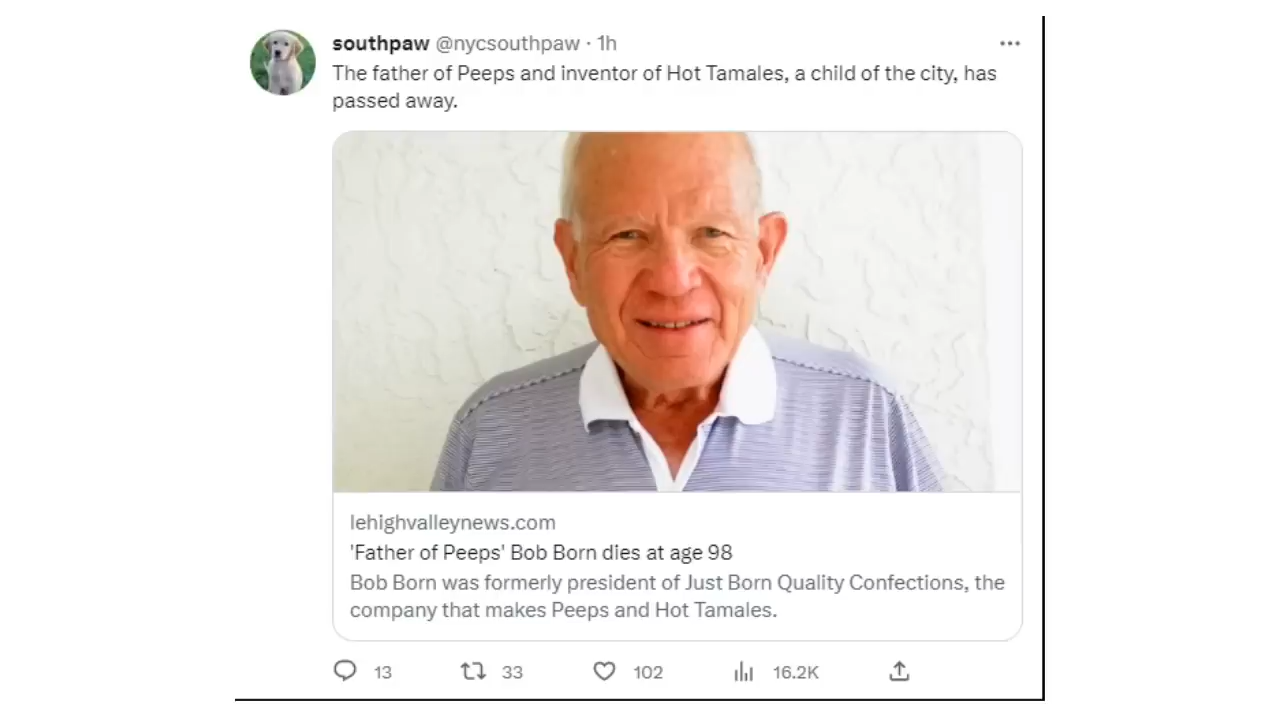 southpaw @nycsouthpaw · 1h
The father of Peeps and inventor of Hot Tamales, a child of the city, has
passed away.
lehighvalleynews.com
'Father of Peeps' Bob Born dies at age 98
Bob Born was formerly president of Just Born Quality Confections, the
company that makes Peeps and Hot Tamales.
13 33 102 16.2K